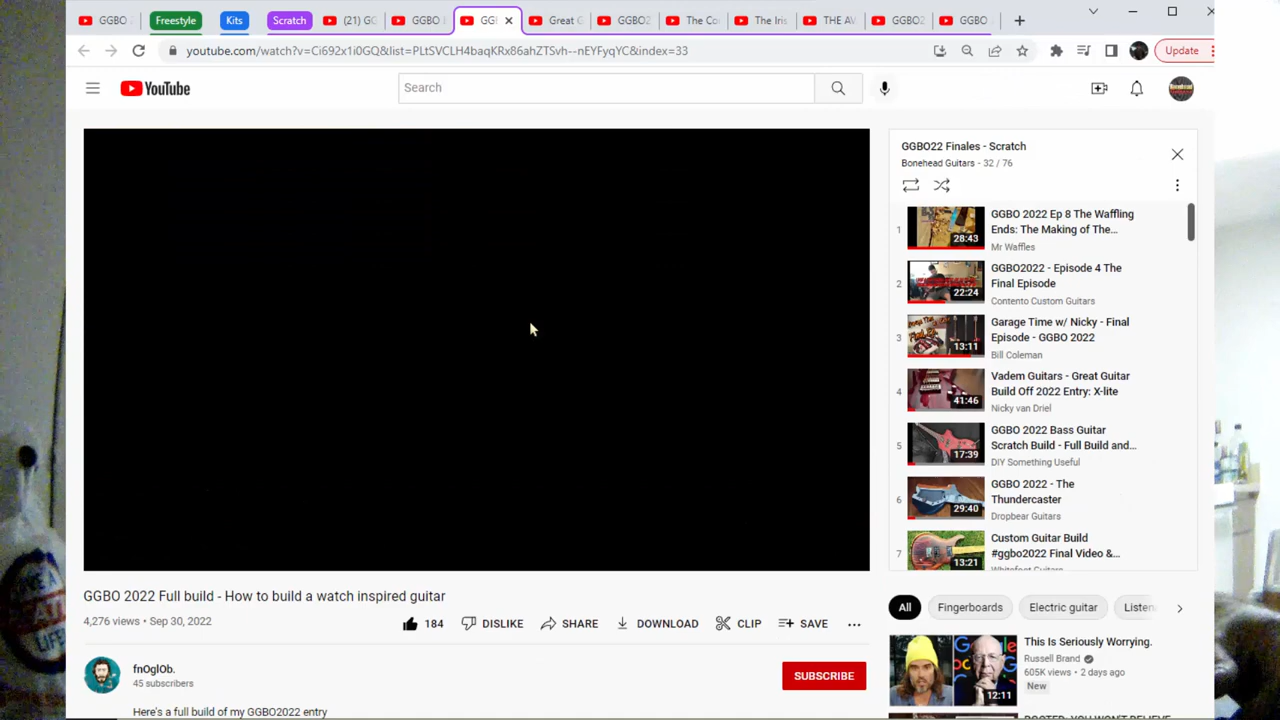 GGBO
Freestyle
Kits
Scratch
(21) GG
GGBO
GGB
Great G
GGBO2
The Co
The Iris
THE AV
GGBO2
GGBO
youtube.com/watch?v=Ci692x1i0GQ&list=PLtSVCLH4baqKRx86ahZTSvh--nEYFyqYC&index=33
Update
YouTube
Search
GGBO22 Finales - Scratch
Bonehead Guitars - 32 / 76
1
28:43
GGBO 2022 Ep 8 The Waffling
Ends: The Making of The...
Mr Waffles
2
22:24
GGBO2022 - Episode 4 The
Final Episode
Contento Custom Guitars
3
13:11
Garage Time w/ Nicky - Final
Episode - GGBO 2022
Bill Coleman
4
41:46
Vadem Guitars - Great Guitar
Build Off 2022 Entry: X-lite
Nicky van Driel
5
17:39
GGBO 2022 Bass Guitar
Scratch Build - Full Build and...
DIY Something Useful
6
29:40
GGBO 2022 - The
Thundercaster
Dropbear Guitars
7
13:21
Custom Guitar Build
#ggbo2022 Final Video &...
Whitefoot Guitars
GGBO 2022 Full build - How to build a watch inspired guitar
4,276 views • Sep 30, 2022
184
DISLIKE
SHARE
DOWNLOAD
CLIP
SAVE
fnOglOb.
45 subscribers
SUBSCRIBE
Here's a full build of my GGBO2022 entry
All
Fingerboards
Electric guitar
Listen
12:11
This Is Seriously Worrying.
Russell Brand
605K views • 2 days ago
New
ROOTED: YOU WON'T BELIEVE